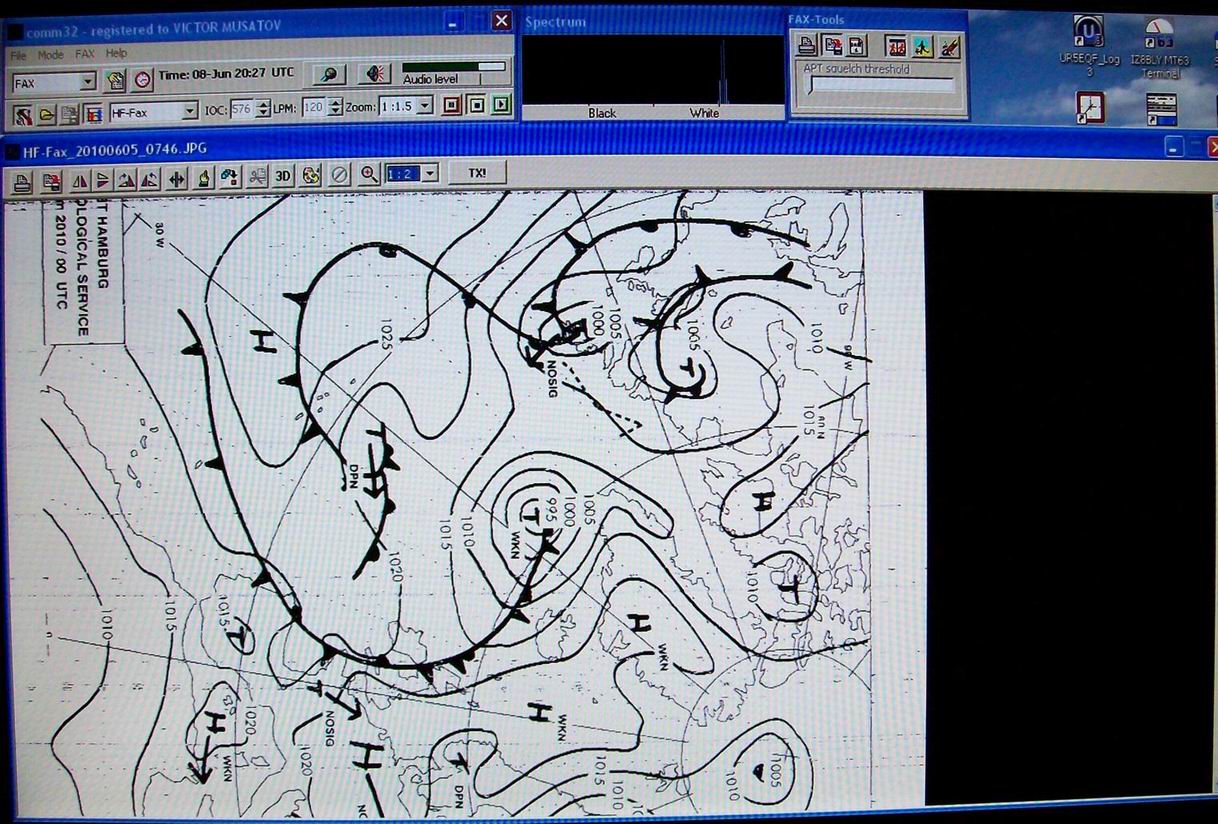 comm32 - registered to VICTOR MUSATOV
File Mode FAX Help
FAX
Time: 08-Jun 20:27 UTC
Audio level
HF-Fax
IOC: 576
LPM: 120
Zoom: 1:1.5
Spectrum
Black
White
FAX-Tools
APT squelch threshold
UR5EQF_Log
3
IZ8BLY MT63
Terminal
HF-Fax_20100605_0746.JPG
3D
1:2
TX!
T HAMBURG
OLOGICAL SERVICE
2010 / 00 UTC
30 W
H
1025
1000
1005
NOSIG
1005
T
1010
90 W
1015
H
DPN
H
995
1000
1005
T
WKN
1010
1015
1020
1010
T
1010
1015
1015
T
H
WKN
T
NOSIG
H
WKN
H
WKN
1020
1020
H
T
DPN
1015
1010
1010
1005